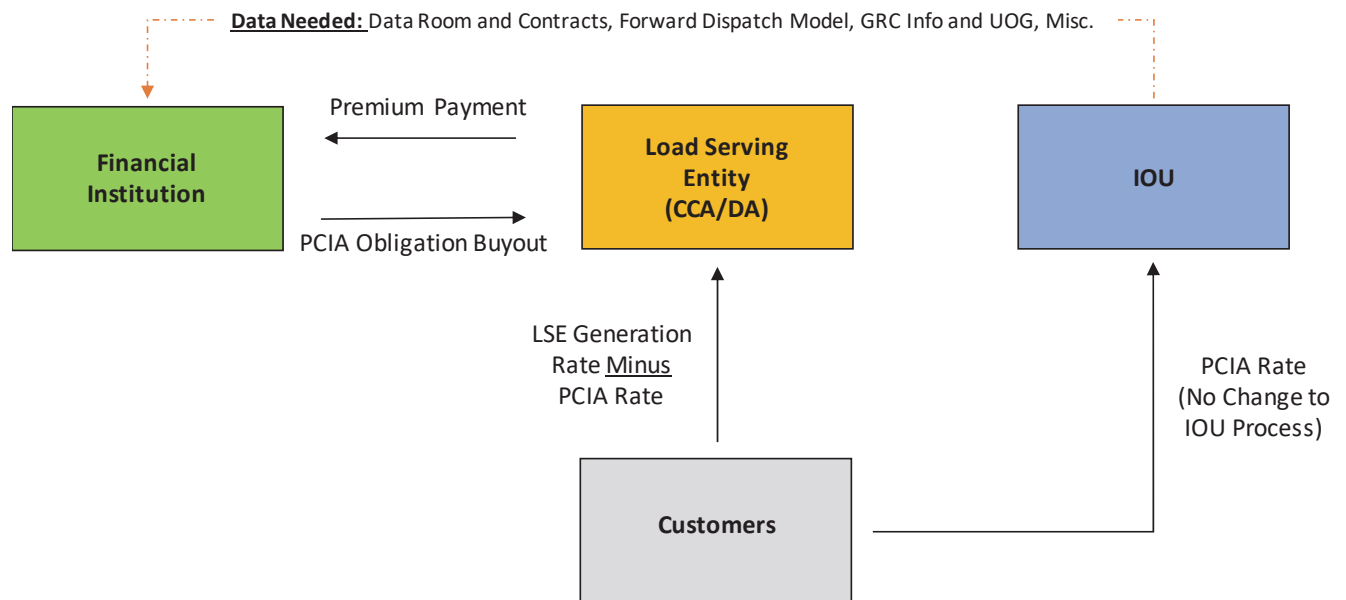 Data Needed: Data Room and Contracts, Forward Dispatch Model, GRC Info and UOG, Misc.
Financial
Institution
Premium Payment
PCIA Obligation Buyout
Load Serving
Entity
(CCA/DA)
IOU
LSE Generation
Rate Minus
PCIA Rate
PCIA Rate
(No Change to
IOU Process)
Customers